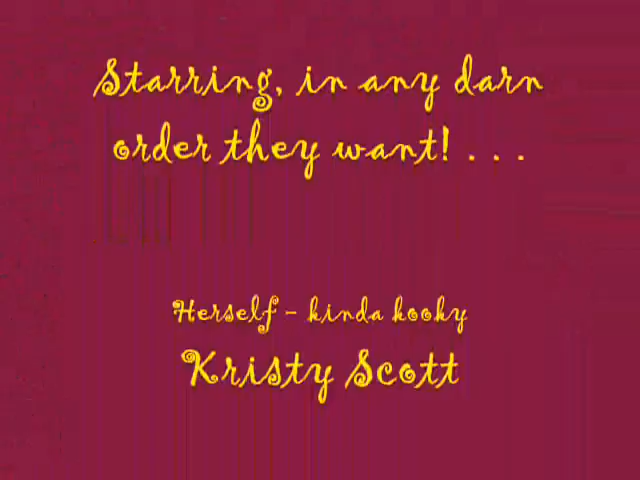 Starring, in any darn
order they want! . . .
Herself - kinda kooky
Kristy Scott